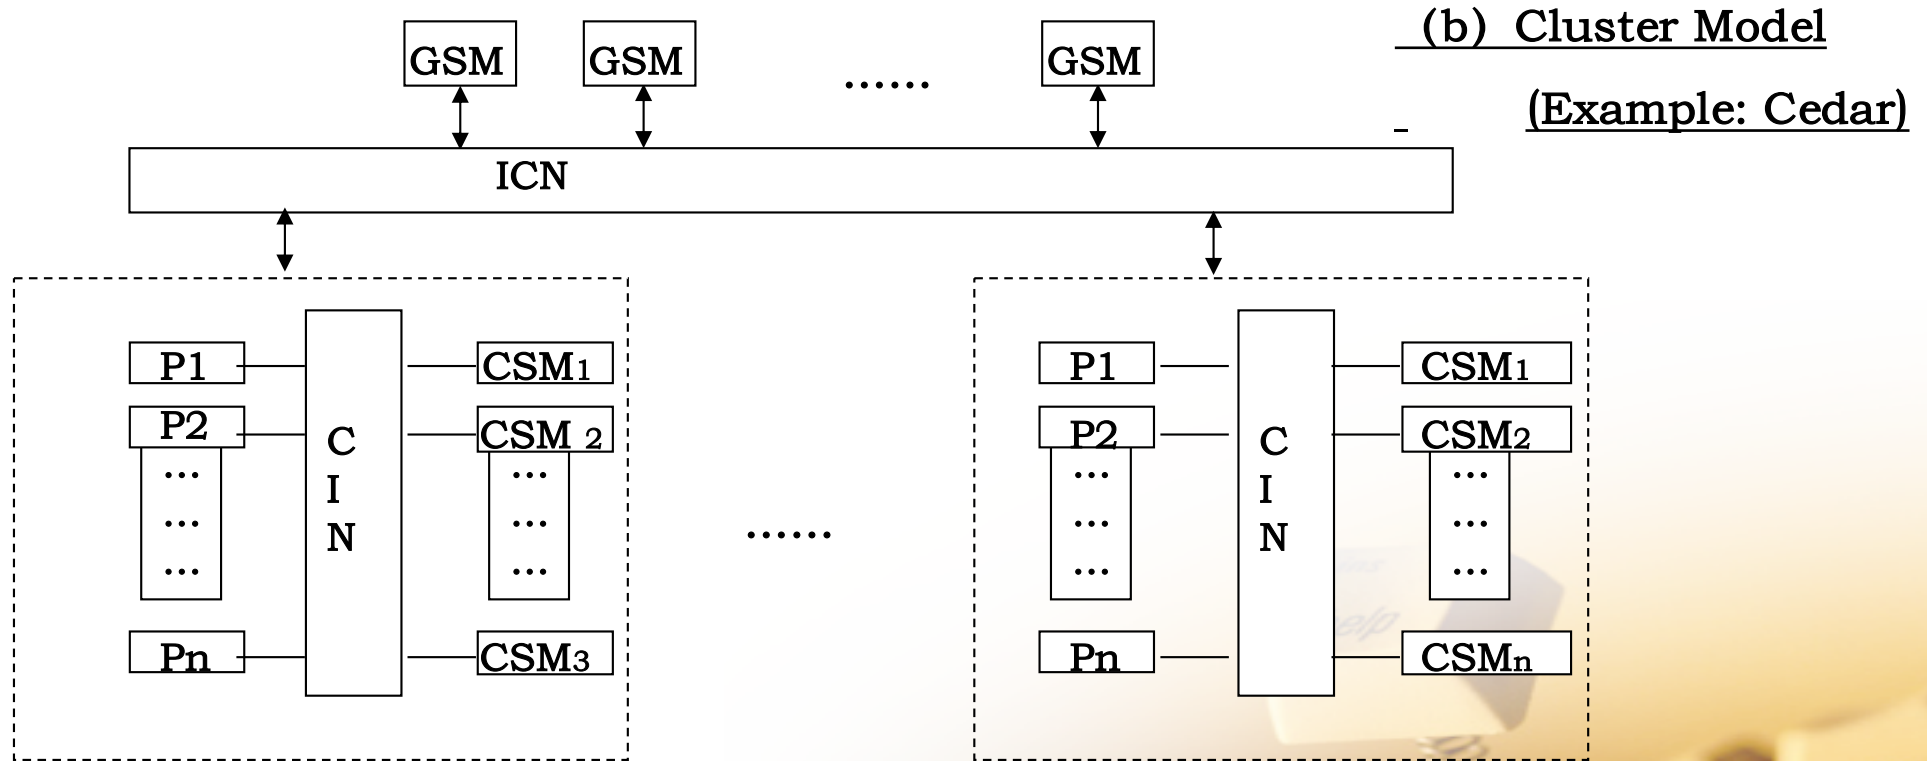 (b) Cluster Model
(Example: Cedar)
GSM GSM ...... GSM
ICN
P1 CSM1
P2 CSM 2
... ...
... ...
... ...
Pn CSM3
C
I
N
......
P1 CSM1
P2 CSM2
... ...
... ...
... ...
Pn CSMn
C
I
N
elp